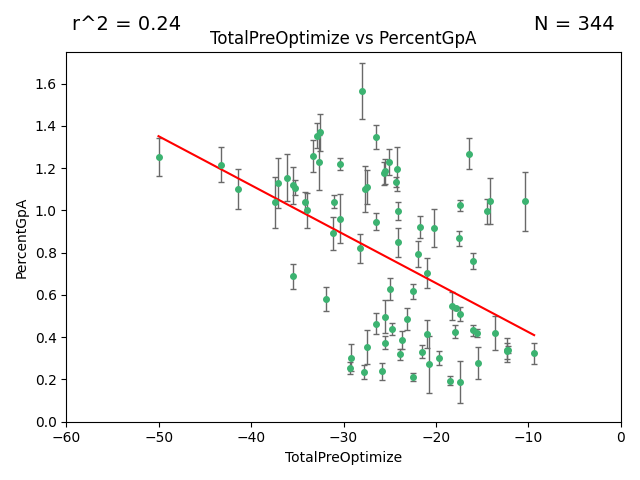 r^2 = 0.24
N = 344
TotalPreOptimize vs PercentGpA
PercentGpA
1.6
1.4
1.2
1.0
0.8
0.6
0.4
0.2
0.0
−60 −50 −40 −30 −20 −10 0
TotalPreOptimize